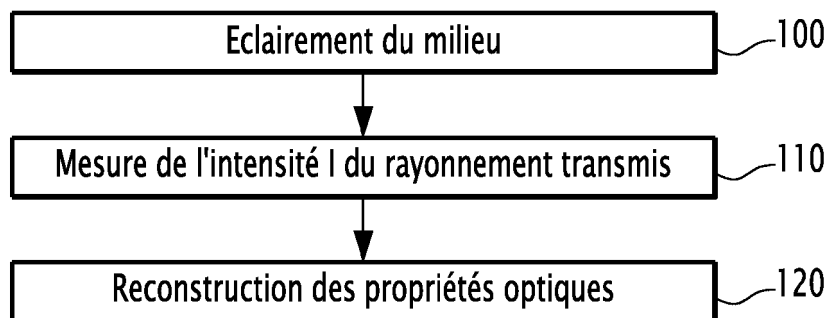 Eclairement du milieu
100
Mesure de l'intensité I du rayonnement transmis
110
Reconstruction des propriétés optiques
120